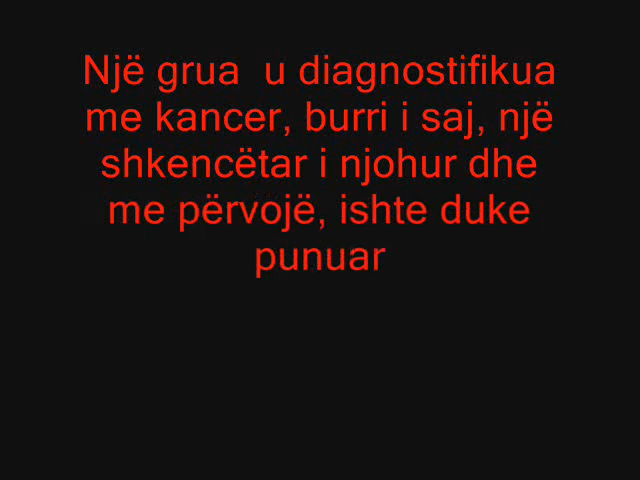 Një grua  u diagnostifikua
me kancer, burri i saj, një
shkencëtar i njohur dhe
me përvojë, ishte duke
punuar